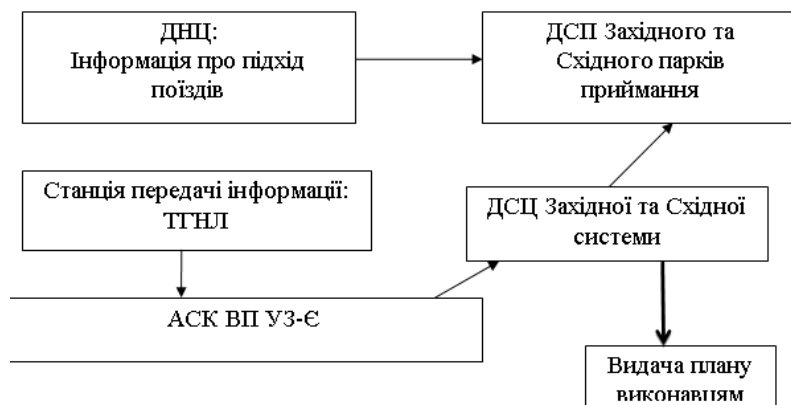 ДНЦ:
Інформація про підхід
поїздів
ДСП Західного та
Східного парків
приймання
Станція передачі інформації:
ТГНЛ
ДСЦ Західної та Східної
системи
АСК ВП УЗ-Є
Видача плану
виконавцям